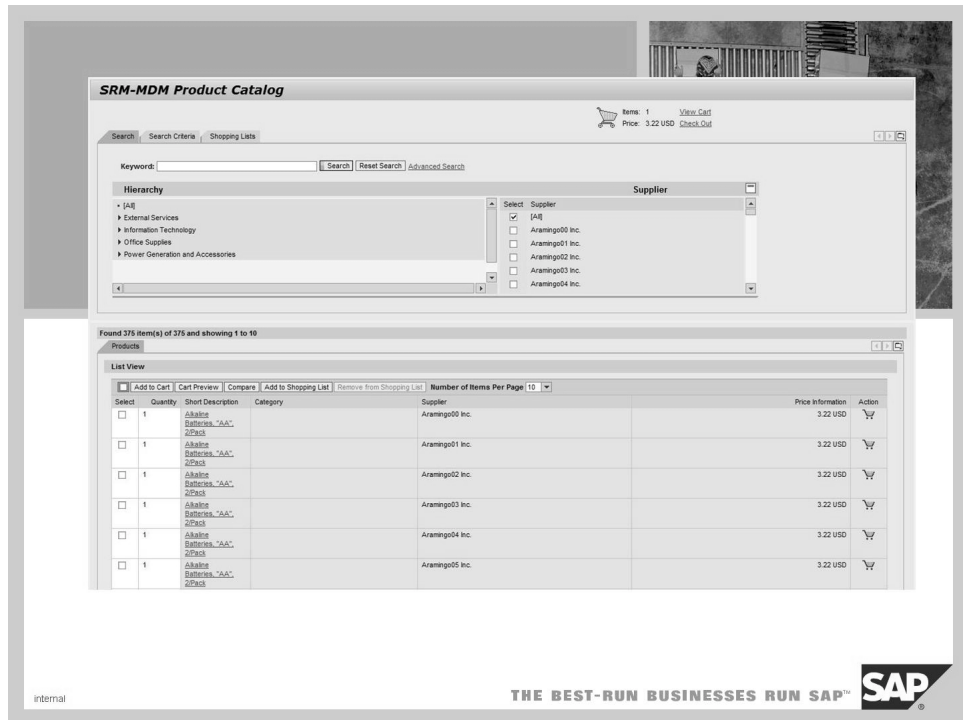 SRM-MDM Product Catalog
Items: 1 View Cart
Price: 3.22 USD Check Out
Search Search Criteria Shopping Lists
Keyword: Search Reset Search Advanced Search
Hierarchy Supplier
[All]
External Services
Information Technology
Office Supplies
Power Generation and Accessories
Select Supplier
[All]
Aramingo00 Inc.
Aramingo01 Inc.
Aramingo02 Inc.
Aramingo03 Inc.
Aramingo04 Inc.
Found 375 item(s) of 375 and showing 1 to 10
Products
List View
Add to Cart Cart Preview Compare Add to Shopping List Remove from Shopping List Number of Items Per Page 10
Select Quantity Short Description Category Supplier Price Information Action
1 Alkaline Aramingo00 Inc. 3.22 USD
Batteries, "AA",
2/Pack
1 Alkaline Aramingo01 Inc. 3.22 USD
Batteries, "AA",
2/Pack
1 Alkaline Aramingo02 Inc. 3.22 USD
Batteries, "AA",
2/Pack
1 Alkaline Aramingo03 Inc. 3.22 USD
Batteries, "AA",
2/Pack
1 Alkaline Aramingo04 Inc. 3.22 USD
Batteries, "AA",
2/Pack
1 Alkaline Aramingo05 Inc. 3.22 USD
Batteries, "AA",
2/Pack
internal
THE BEST-RUN BUSINESSES RUN SAP™
SAP®